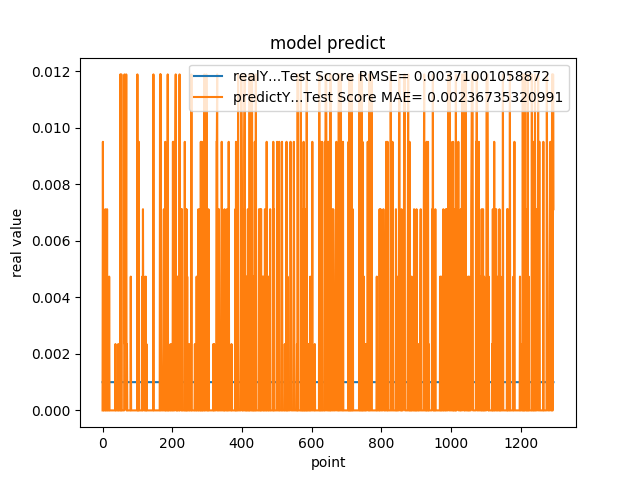 model predict
realY...Test Score RMSE= 0.003711001058872
predictY...Test Score MAE= 0.00236735320991
0.012
0.010
0.008
0.006
0.004
0.002
0.000
real value
0 200 400 600 800 1000 1200
point